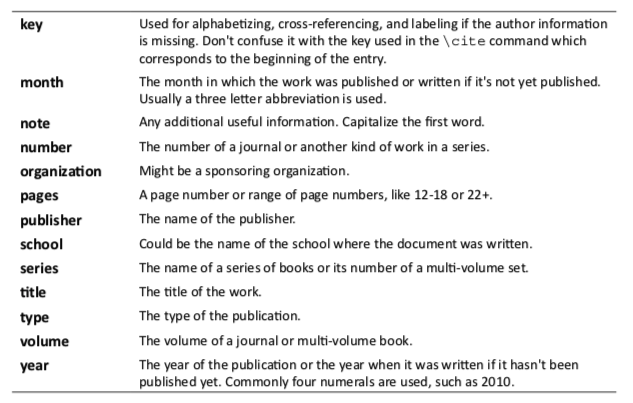 key Used for alphabetizing, cross-referencing, and labeling if the author information
is missing. Don't confuse it with the key used in the \cite command which
corresponds to the beginning of the entry.
month The month in which the work was published or written if it's not yet published.
Usually a three letter abbreviation is used.
note Any additional useful information. Capitalize the first word.
number The number of a journal or another kind of work in a series.
organization Might be a sponsoring organization.
pages A page number or range of page numbers, like 12-18 or 22+.
publisher The name of the publisher.
school Could be the name of the school where the document was written.
series The name of a series of books or its number of a multi-volume set.
title The title of the work.
type The type of the publication.
volume The volume of a journal or multi-volume book.
year The year of the publication or the year when it was written if it hasn't been
published yet. Commonly four numerals are used, such as 2010.